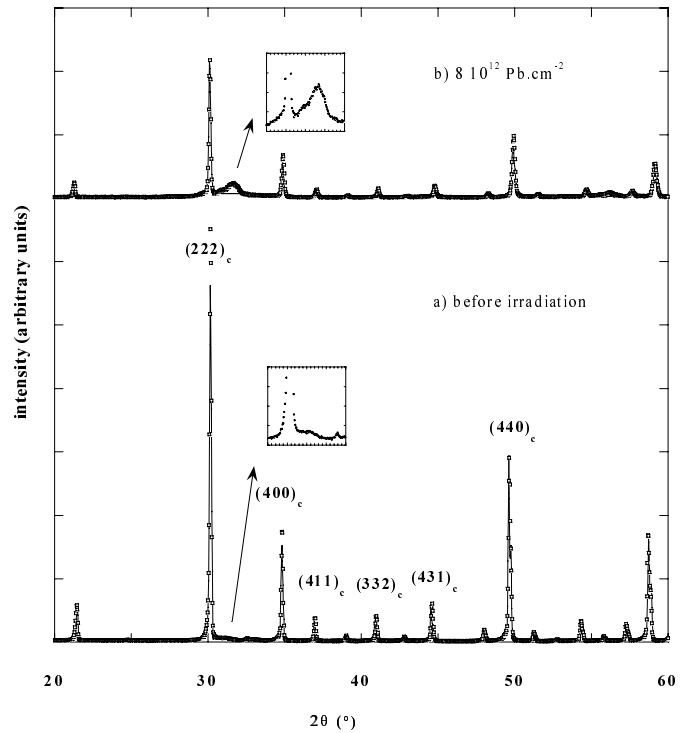 b) 8 10¹² Pb.cm⁻²
(222)c
a) before irradiation
intensity (arbitrary units)
(440)c
(400)c
(411)c
(332)c
(431)c
20 30 40 50 60
2θ (°)